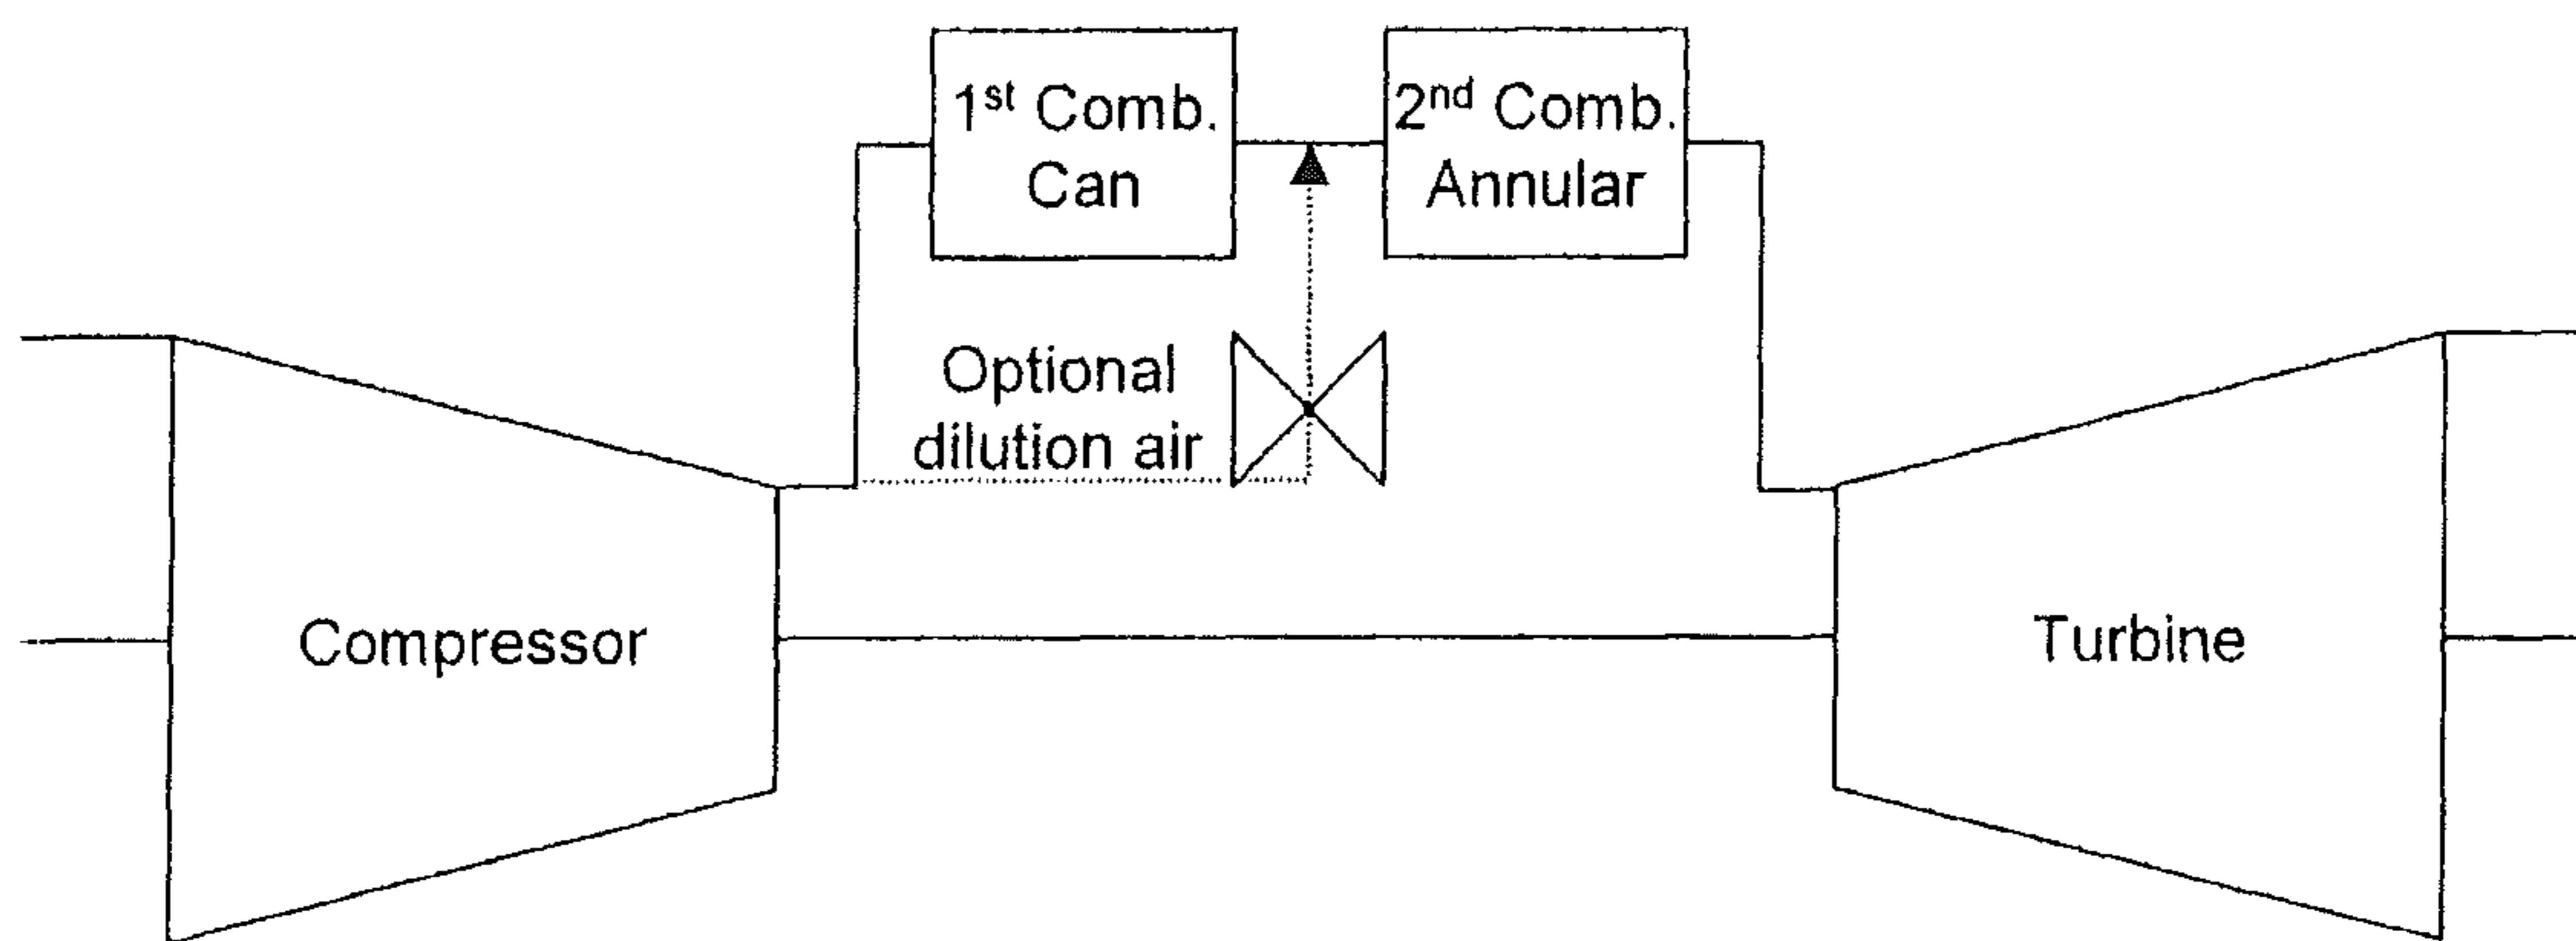 1st Comb.
Can
2nd Comb.
Annular
Optional
dilution air
Compressor
Turbine